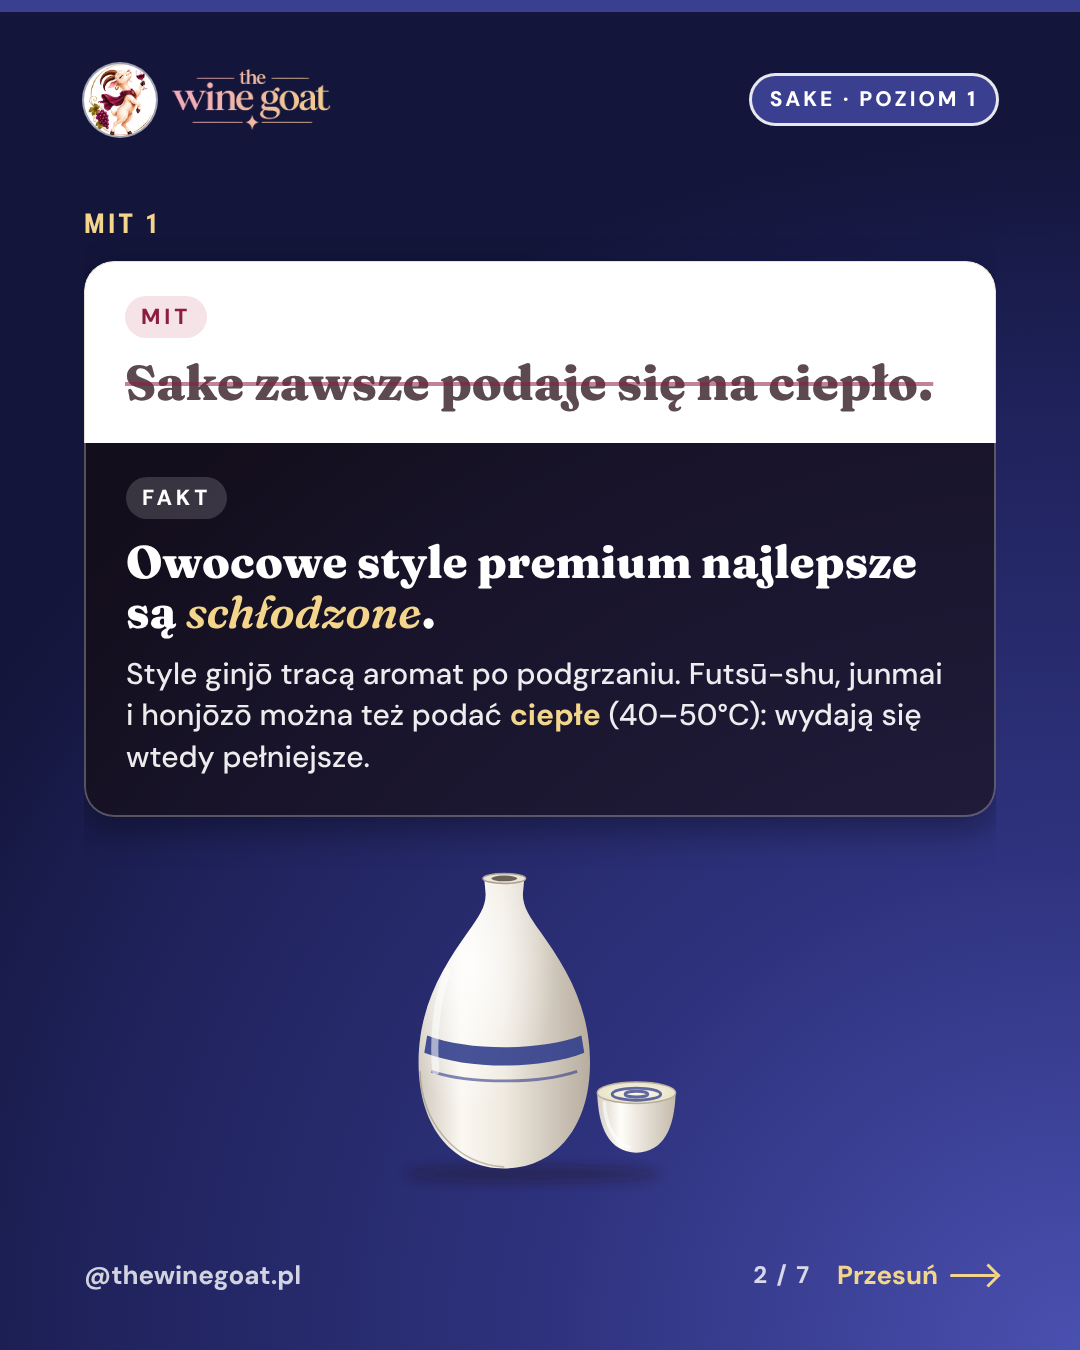 the
wine goat
SAKE · POZIOM 1
MIT 1
MIT
Sake zawsze podaje się na ciepło.
FAKT
Owocowe style premium najlepsze
są schłodzone.
Style ginjō tracą aromat po podgrzaniu. Futsū-shu, junmai
i honjōzō można też podać ciepłe (40–50°C): wydają się
wtedy pełniejsze.
@thewinegoat.pl
2 / 7 Przesuń